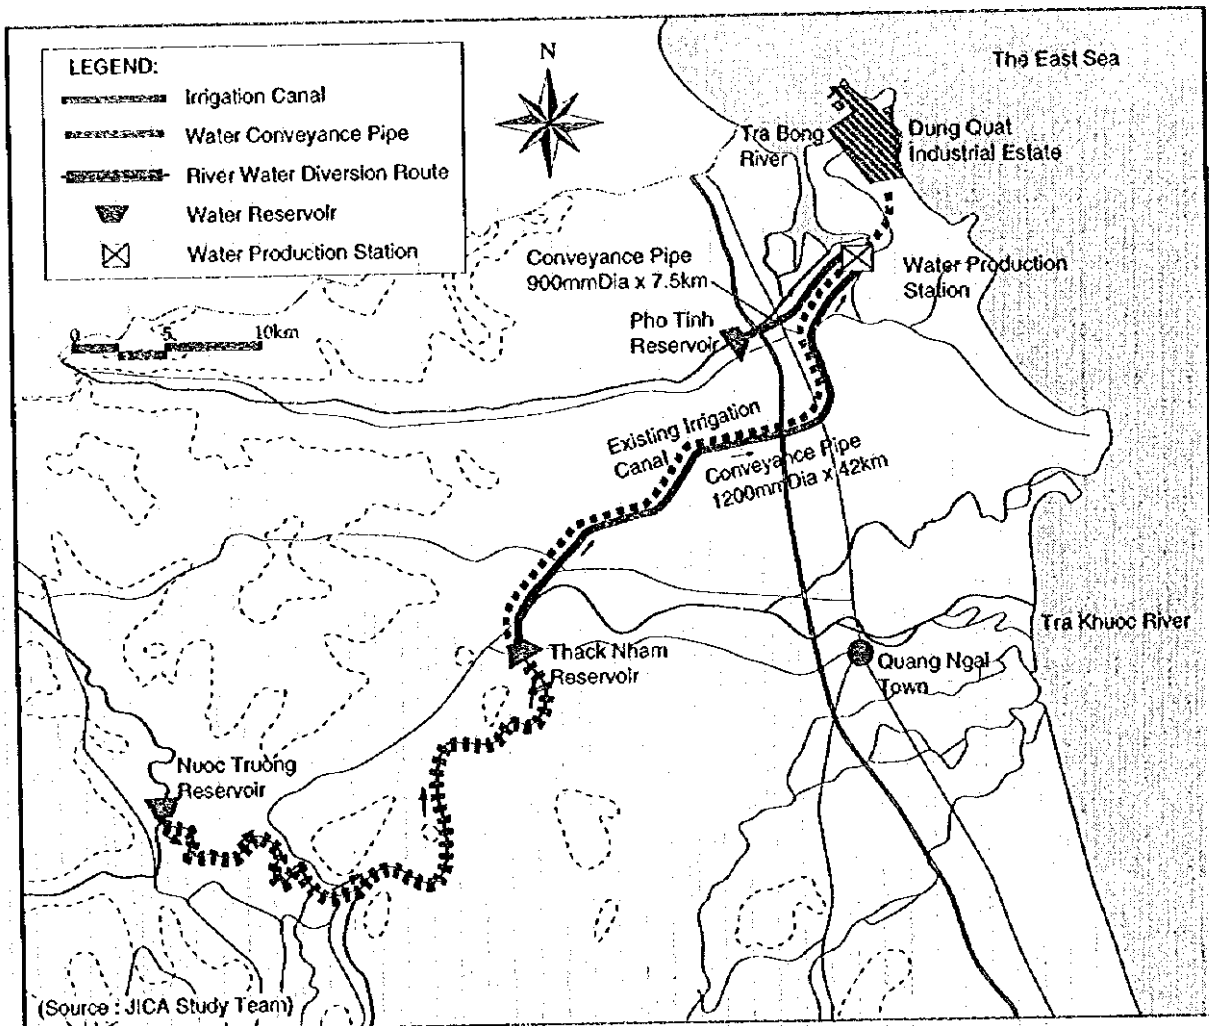 LEGEND:
Irrigation Canal
Water Conveyance Pipe
River Water Diversion Route
Water Reservoir
Water Production Station
N
The East Sea
Tra Bong
River
Dung Quat
Industrial Estate
Conveyance Pipe
900mmDia x 7.5km
Water Production
Station
0 5 10km
Pho Tinh
Reservoir
Existing Irrigation
Canal
Conveyance Pipe
1200mmDia x 42km
Tra Khuoc River
Thack Nham
Reservoir
Quang Ngai
Town
Nuoc Truong
Reservoir
(Source : JICA Study Team)